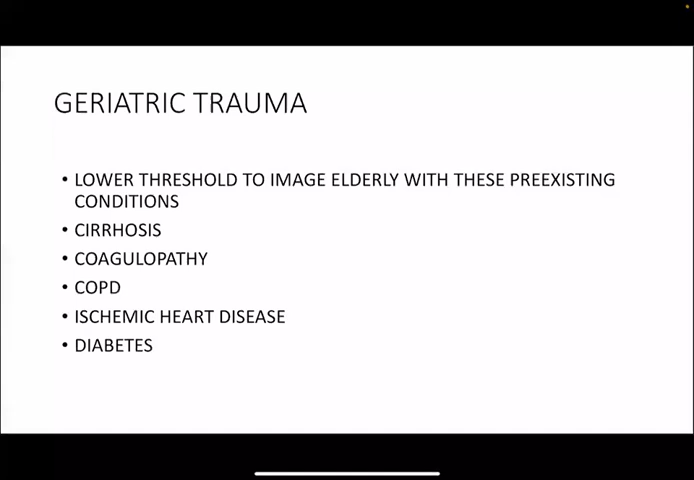 GERIATRIC TRAUMA
• LOWER THRESHOLD TO IMAGE ELDERLY WITH THESE PREEXISTING
CONDITIONS
• CIRRHOSIS
• COAGULOPATHY
• COPD
• ISCHEMIC HEART DISEASE
• DIABETES